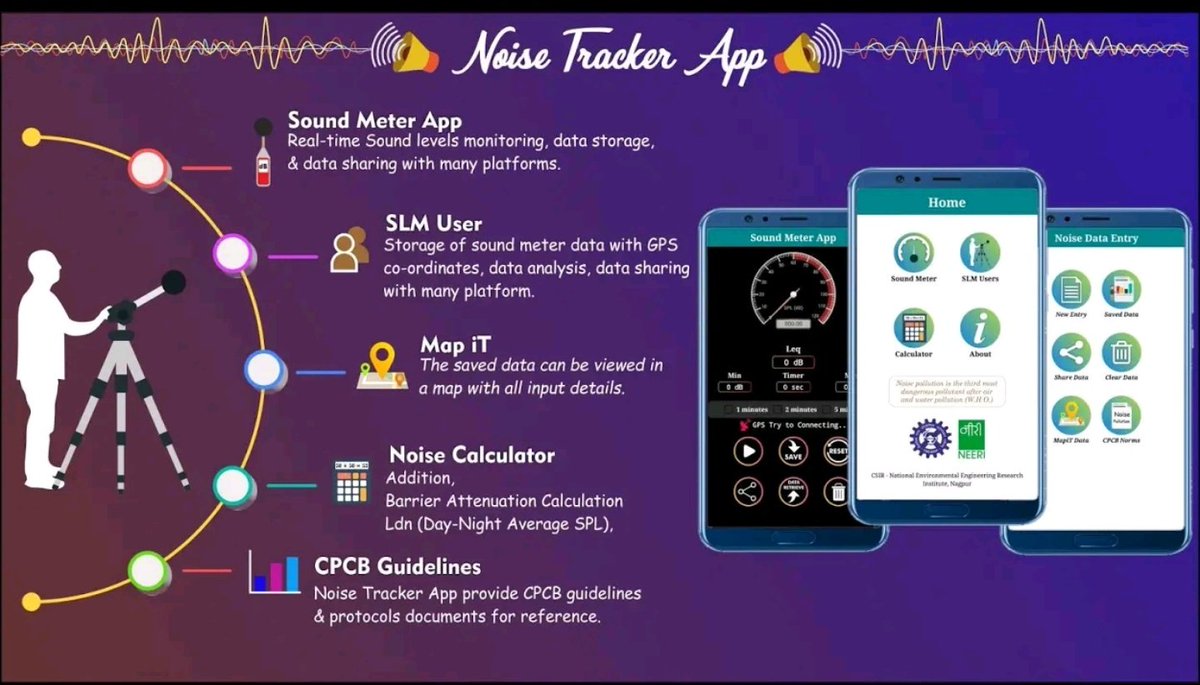 Noise Tracker App
Sound Meter App
Real-time Sound levels monitoring, data storage,
& data sharing with many platforms.
SLM User
Storage of sound meter data with GPS
co-ordinates, data analysis, data sharing
with many platform.
Map iT
The saved data can be viewed in
a map with all input details.
Noise Calculator
Addition,
Barrier Attenuation Calculation
Ldn (Day-Night Average SPL),
CPCB Guidelines
Noise Tracker App provide CPCB guidelines
& protocols documents for reference.
Sound Meter App
Leq
0 dB
Min
Timer
0 dB
0 sec
1 minutes
2 minutes
5 mi
GPS Try to Connecting..
SAVE
RESET
DATA
RETRIEVE
Home
Sound Meter
SLM Users
Calculator
About
Noise pollution is the third most
dangerous pollutant after air
and water pollution (W.H.O.)
नीरी
NEERI
CSIR - National Environmental Engineering Research
Institute, Nagpur
Noise Data Entry
New Entry
Saved Data
Share Data
Clear Data
Noise
Pollution
MapiT Data
CPCB Norms